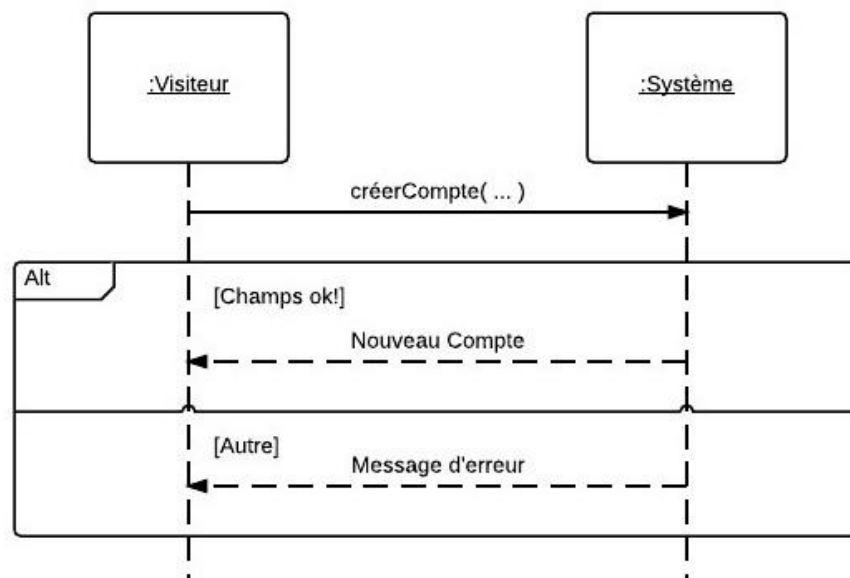 :Visiteur
:Système
créerCompte( ... )
Alt
[Champs ok!]
Nouveau Compte
[Autre]
Message d'erreur